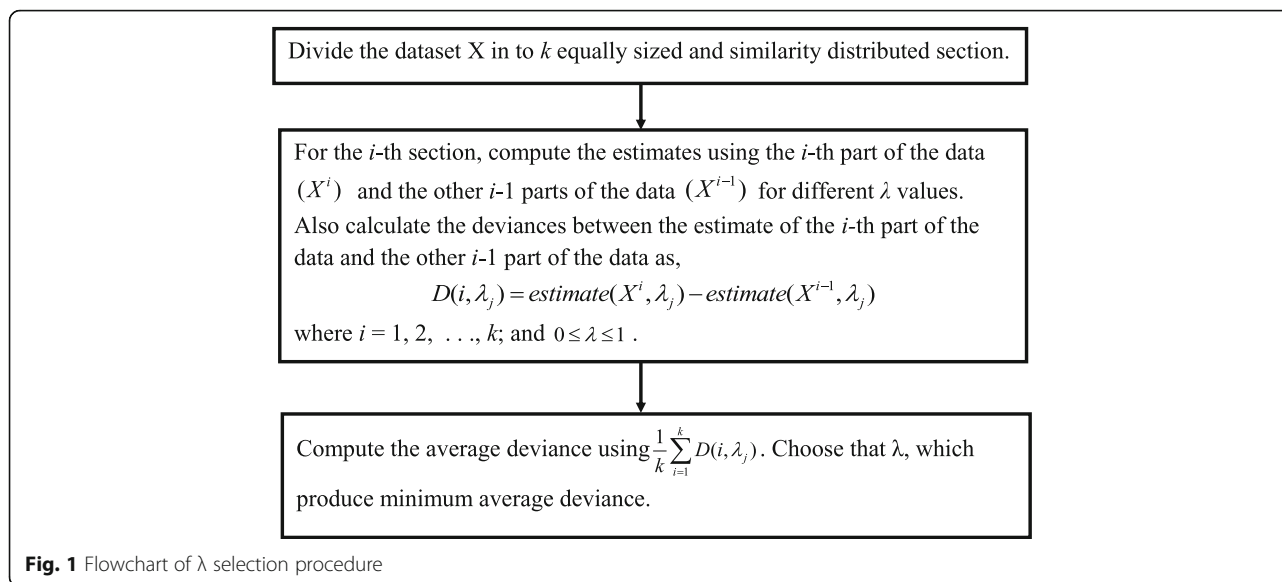 Divide the dataset X in to k equally sized and similarity distributed section.
For the i-th section, compute the estimates using the i-th part of the data
(X^i) and the other i-1 parts of the data (X^{i-1}) for different λ values.
Also calculate the deviances between the estimate of the i-th part of the
data and the other i-1 part of the data as,
D(i, λ_j) = estimate(X^i, λ_j) − estimate(X^{i-1}, λ_j)
where i = 1, 2, . . ., k; and 0 ≤ λ ≤ 1 .
Compute the average deviance using \frac{1}{k} \sum_{i=1}^{k} D(i, λ_j). Choose that λ, which
produce minimum average deviance.
Fig. 1 Flowchart of λ selection procedure